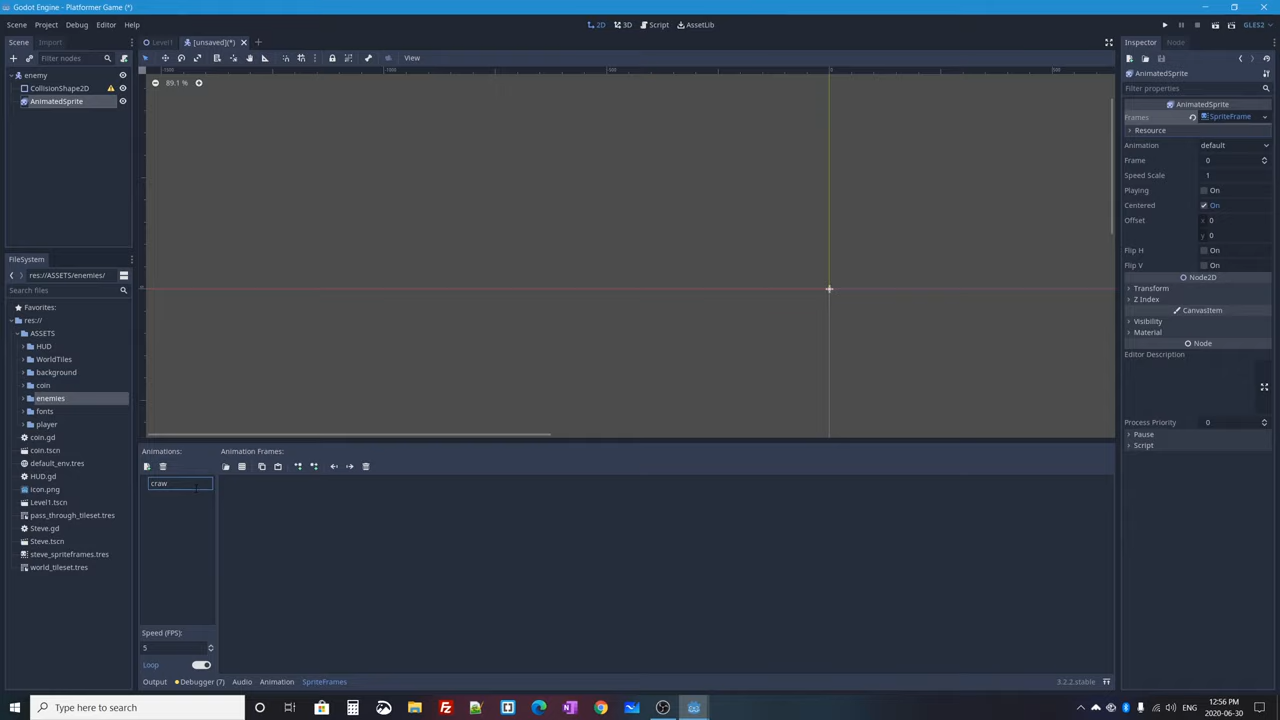 Godot Engine - Platformer Game (*)
Scene Project Debug Editor Help
2D 3D Script AssetLib
GLES2
Scene Import
Level1 [unsaved](*)
Inspector Node
Filter nodes
View
enemy
CollisionShape2D
AnimatedSprite
89.1 %
AnimatedSprite
Filter properties
AnimatedSprite
Frames SpriteFrame
Resource
Animation default
Frame 0
Speed Scale 1
Playing On
Centered On
Offset x 0
y 0
Flip H On
Flip V On
Node2D
Transform
Z Index
CanvasItem
Visibility
Material
Node
Editor Description
Process Priority 0
Pause
Script
FileSystem
res://ASSETS/enemies/
Search files
Favorites:
res://
ASSETS
HUD
WorldTiles
background
coin
enemies
fonts
player
coin.gd
coin.tscn
default_env.tres
HUD.gd
icon.png
Level1.tscn
pass_through_tileset.tres
Steve.gd
Steve.tscn
steve_spriteframes.tres
world_tileset.tres
Animations: Animation Frames:
craw
Speed (FPS):
5
Loop
Output Debugger (7) Audio Animation SpriteFrames
3.2.2.stable
Type here to search
ENG
12:56 PM
2020-06-30